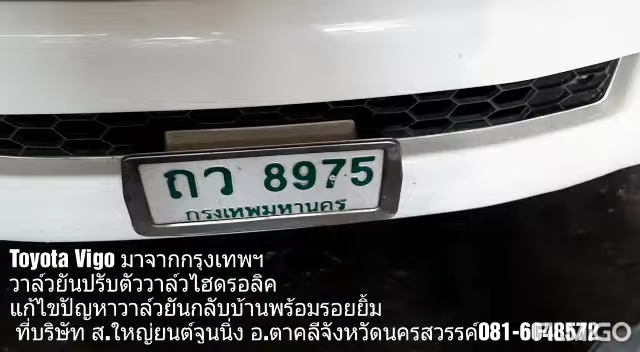 ถว 8975
กรุงเทพมหานคร
Toyota Vigo มาจากกรุงเทพฯ
วาล์วยันปรับตัววาล์วไฮดรอลิค
แก้ไขปัญหาวาล์วยันกลับบ้านพร้อมรอยยิ้ม
ที่บริษัท ส.ใหญ่ยนต์จูนนิ่ง อ.ตาคลีจังหวัดนครสวรรค์081-6048572